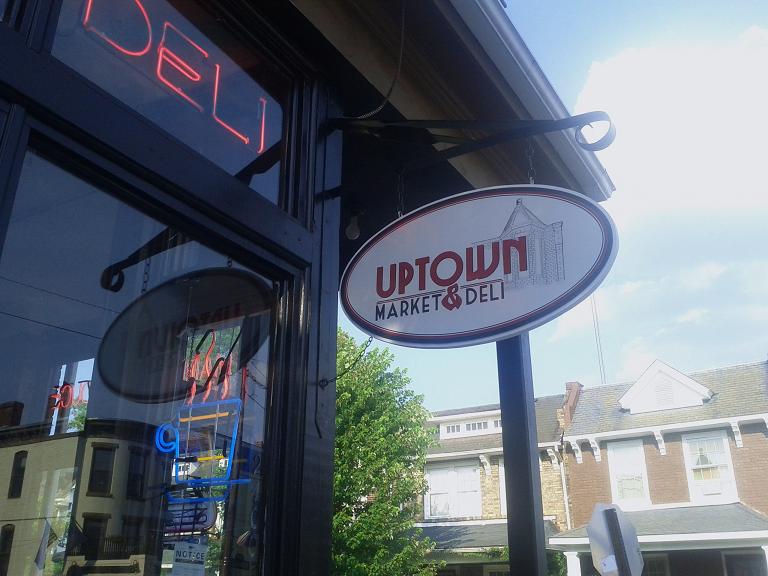 DELI
UPTOWN
MARKET & DELI
NOTICE